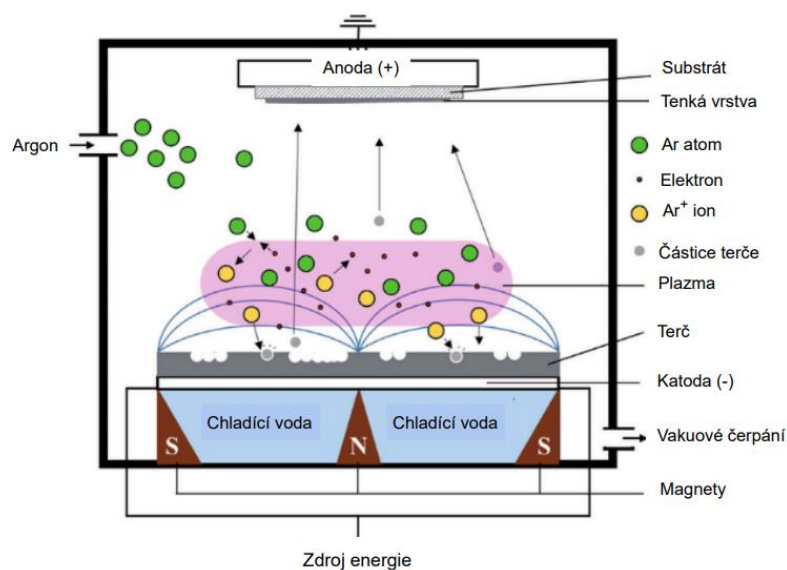 Anoda (+)
Substrát
Tenká vrstva
Argon
Ar atom
Elektron
Ar⁺ ion
Částice terče
Plazma
Terč
Katoda (-)
Chladící voda
Chladící voda
S
N
S
Vakuové čerpání
Magnety
Zdroj energie